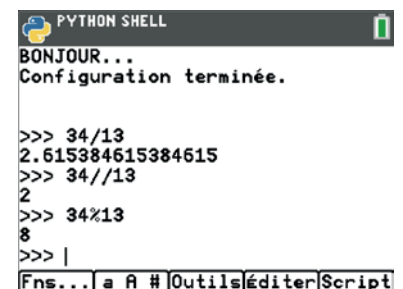 PYTHON SHELL
BONJOUR...
Configuration terminée.
>>> 34/13
2.615384615384615
>>> 34//13
2
>>> 34%13
8
>>> |
Fns... a A # Outils Éditer Script